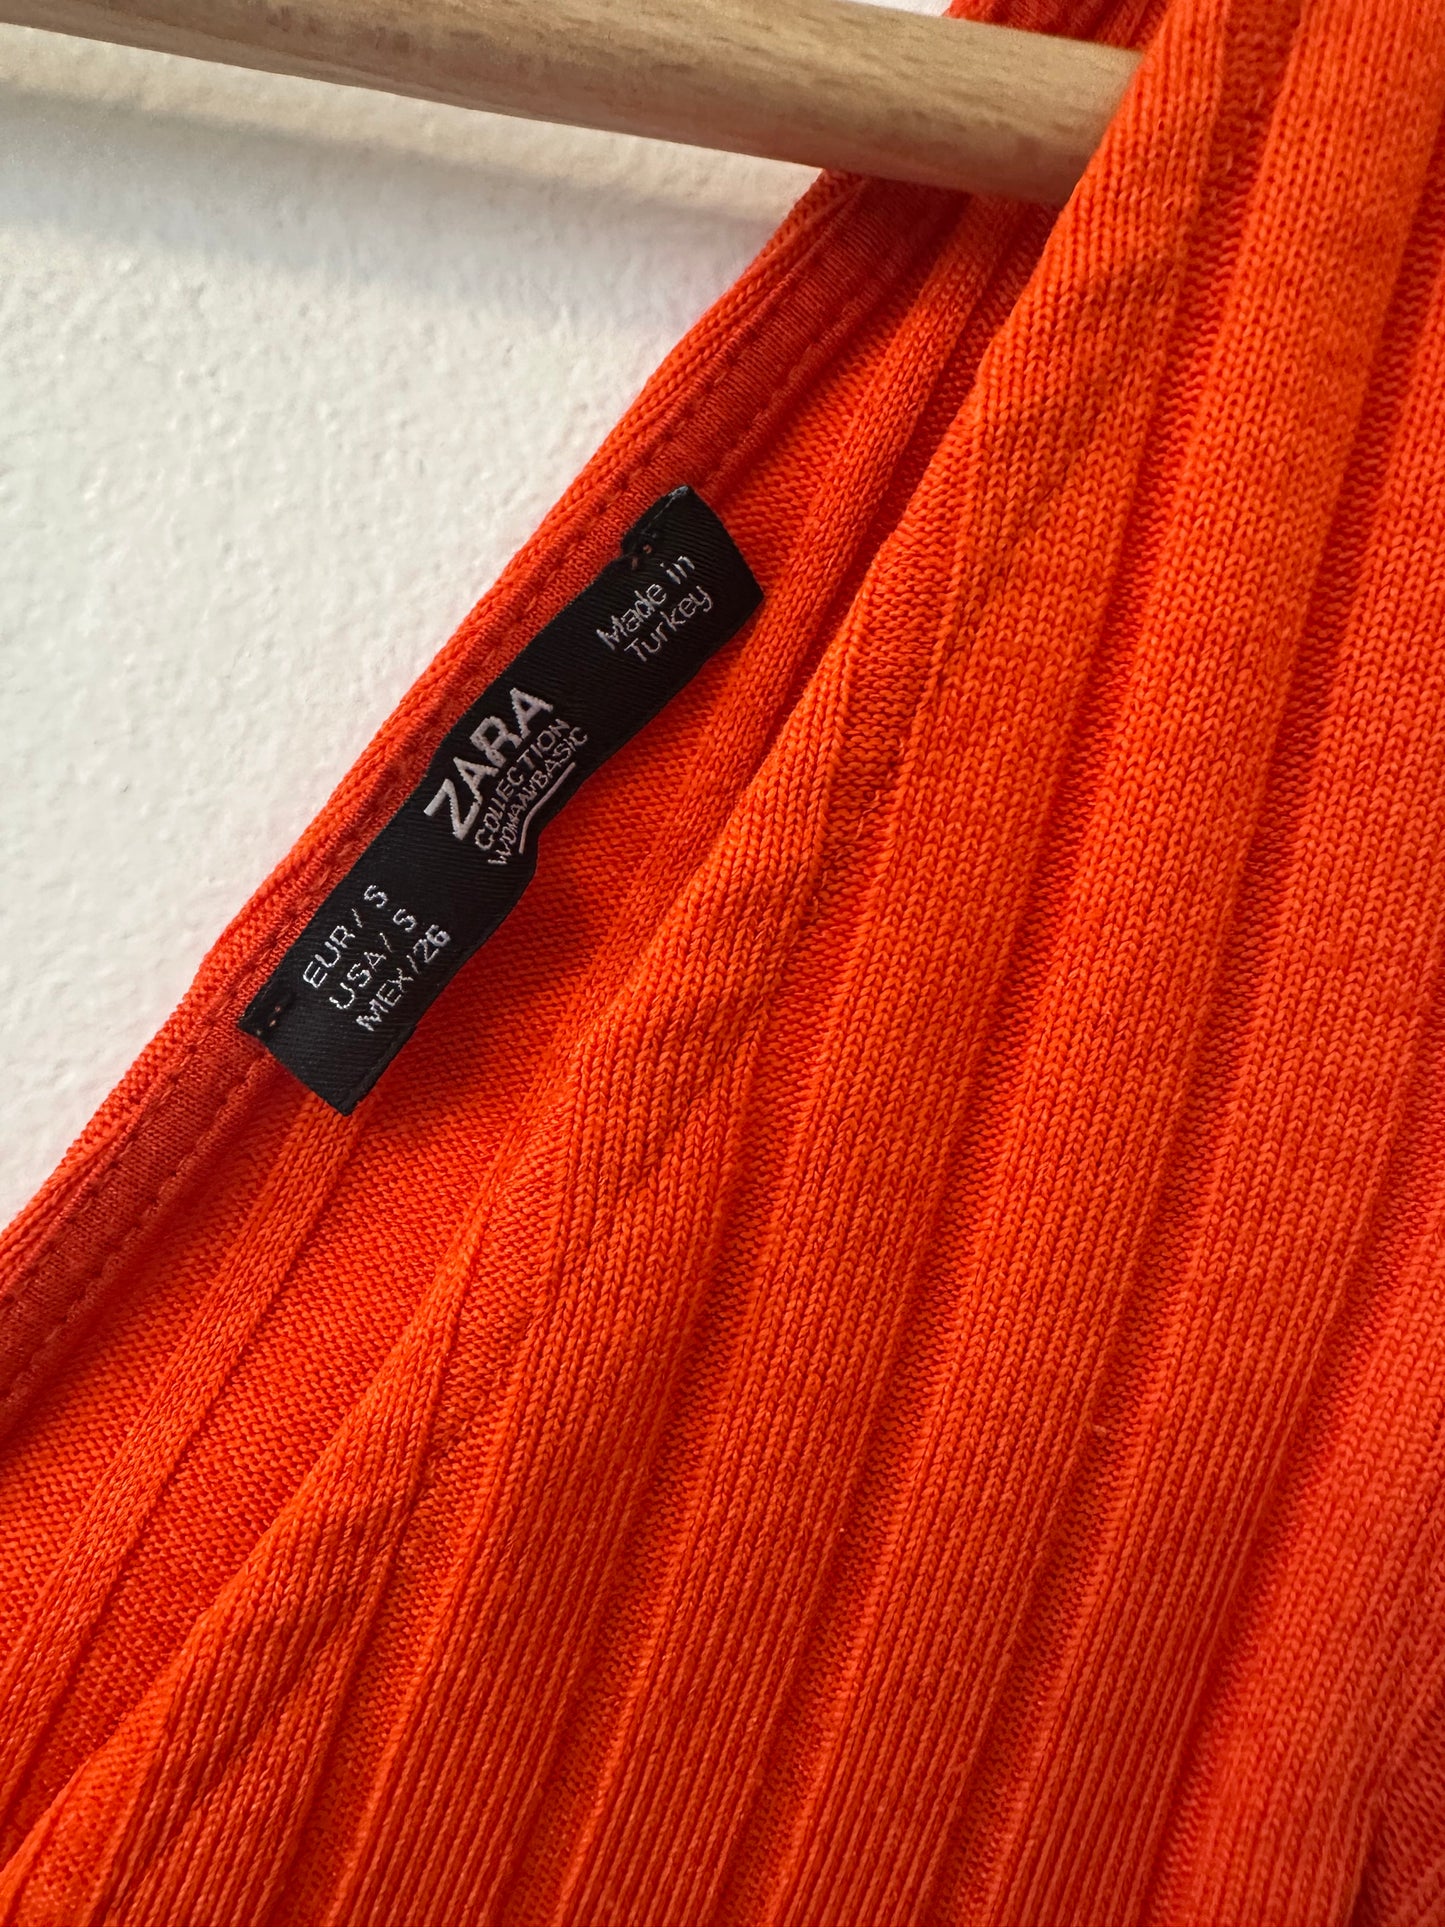 Made in
Turkey
ZARA
COLLECTION
WOMAN/BASIC
EUR/ S
USA/ S
MEX/26